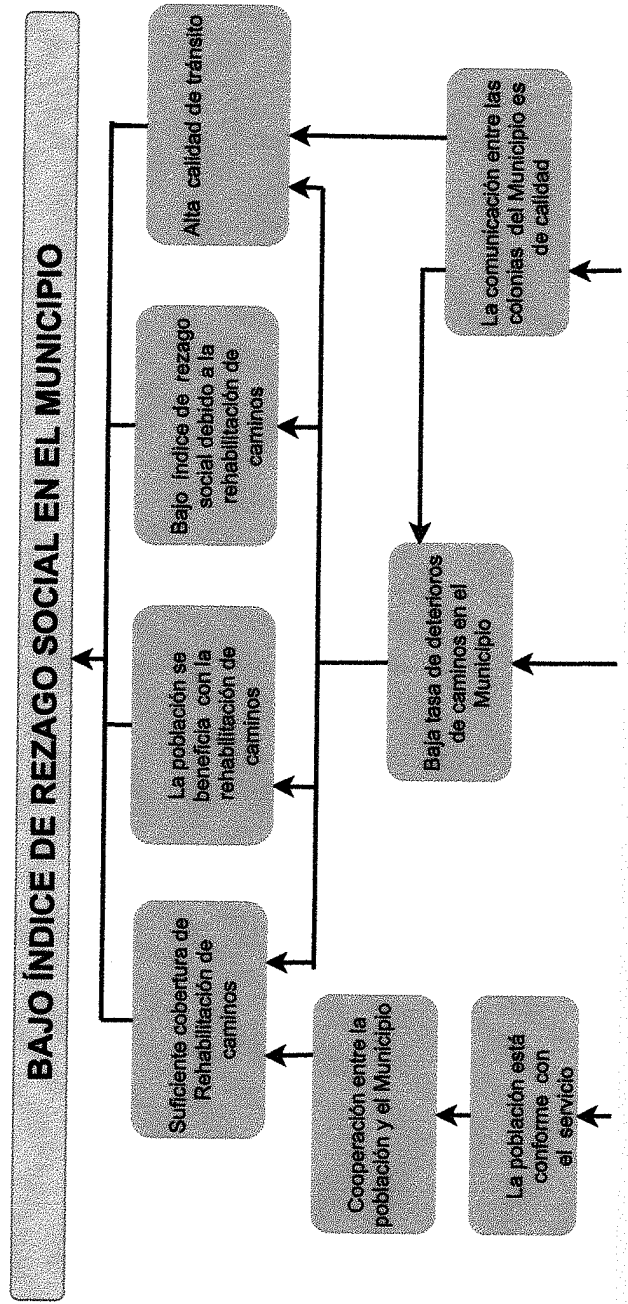 BAJO ÍNDICE DE REZAGO SOCIAL EN EL MUNICIPIO
Suficiente cobertura de
Rehabilitación de
caminos
La población se
beneficia con la
rehabilitación de
caminos
Bajo índice de rezago
social debido a la
rehabilitación de
caminos
Alta calidad de tránsito
Cooperación entre la
población y el Municipio
Baja tasa de deterioros
de caminos en el
Municipio
La comunicación entre las
colonias del Municipio es
de calidad
La población está
conforme con
el servicio